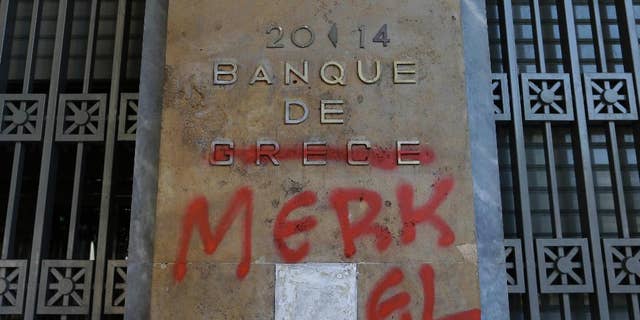 20 14
BANQUE
DE
GRECE
MERK
EL